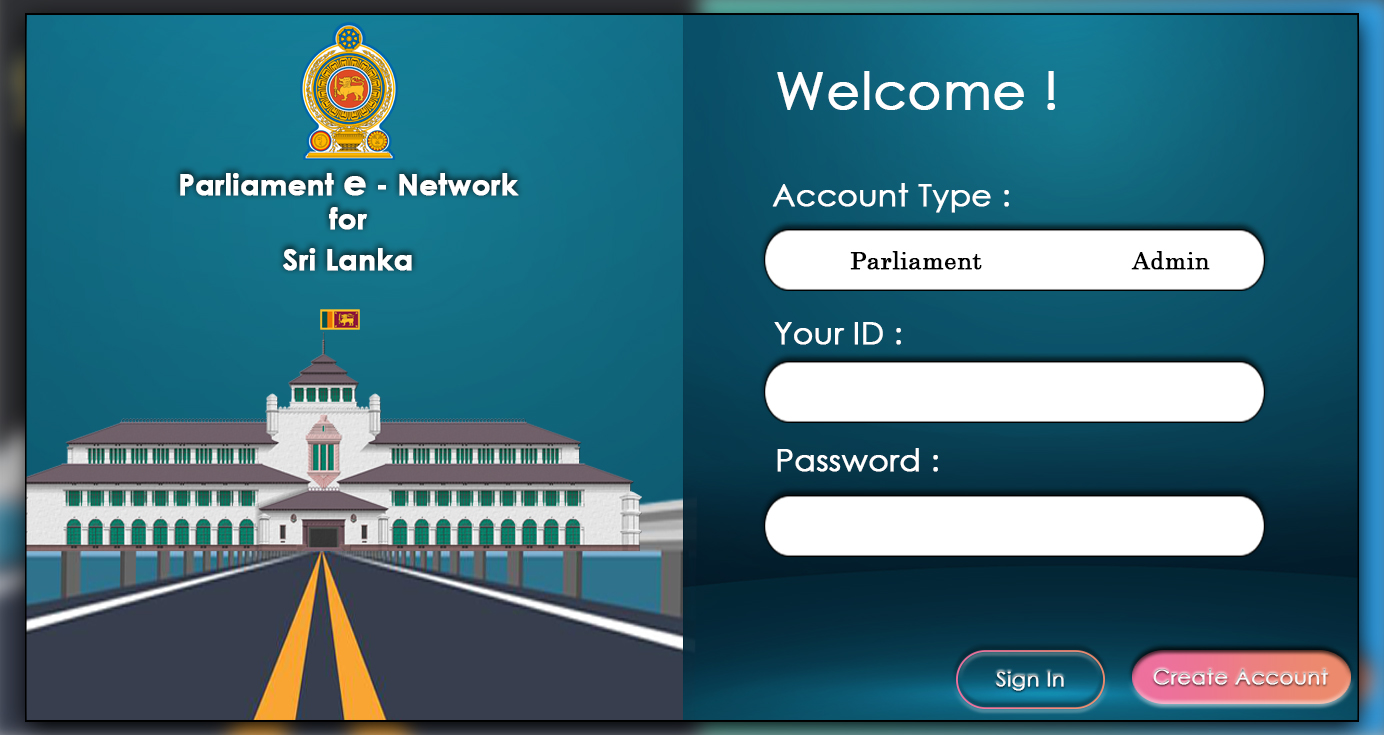 Parliament e - Network
for
Sri Lanka
Welcome !
Account Type :
Parliament Admin
Your ID :
Password :
Sign In Create Account